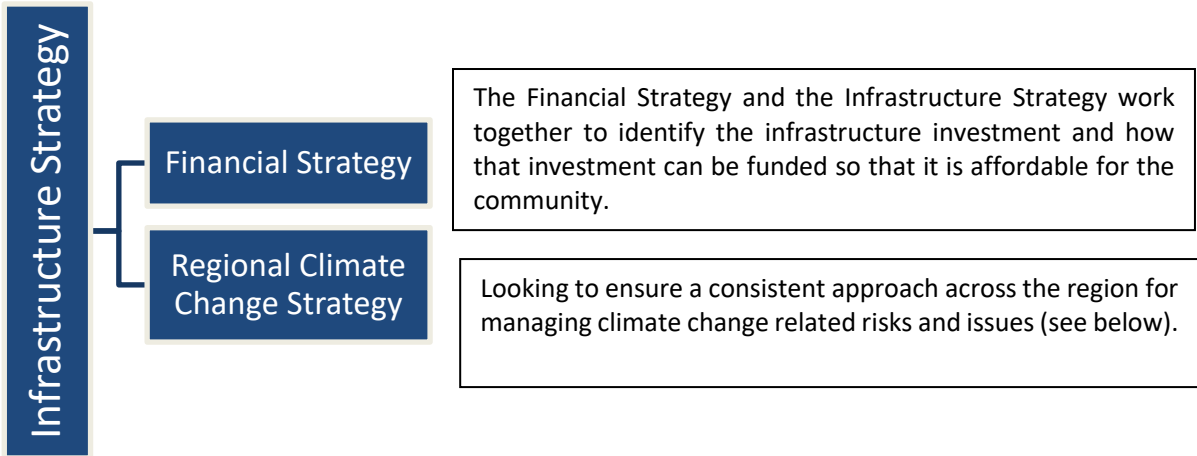 Infrastructure Strategy
Financial Strategy
The Financial Strategy and the Infrastructure Strategy work
together to identify the infrastructure investment and how
that investment can be funded so that it is affordable for the
community.
Regional Climate
Change Strategy
Looking to ensure a consistent approach across the region for
managing climate change related risks and issues (see below).